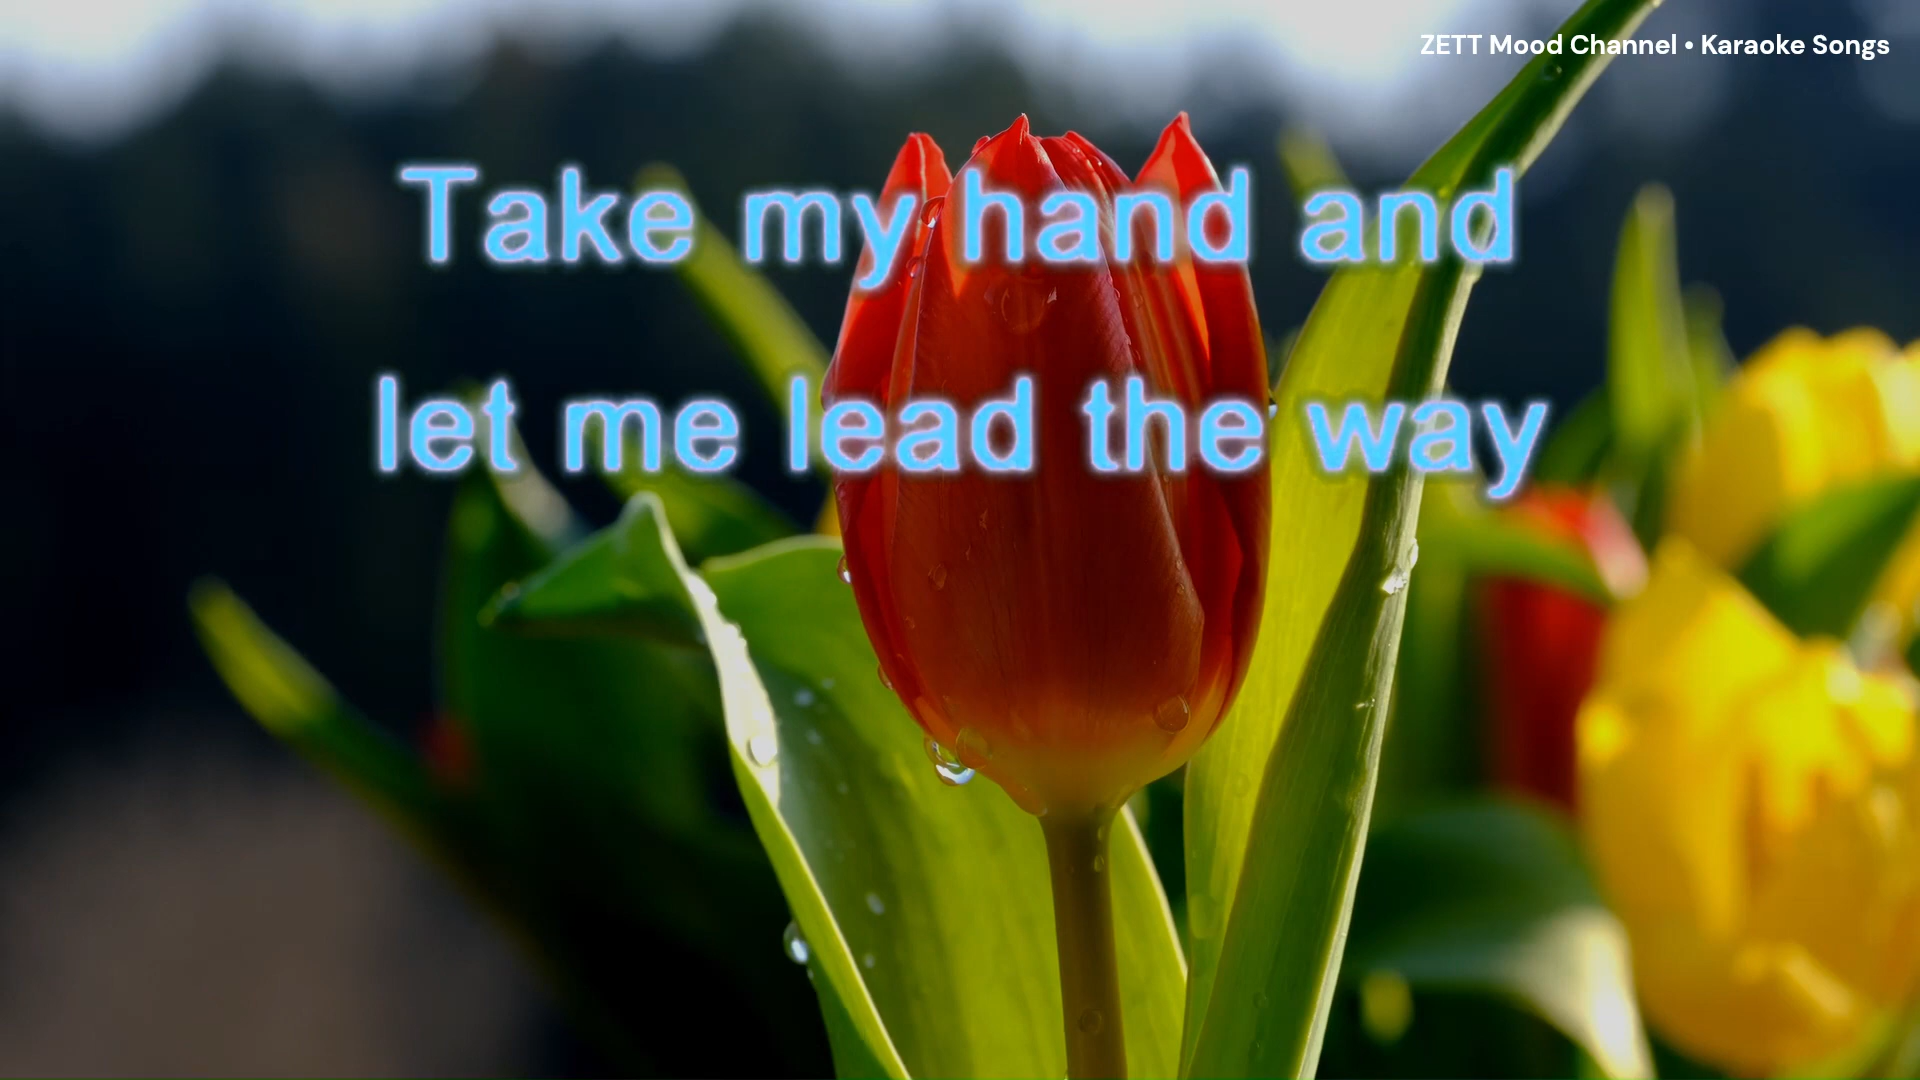 ZETT Mood Channel • Karaoke Songs
Take my hand and
let me lead the way